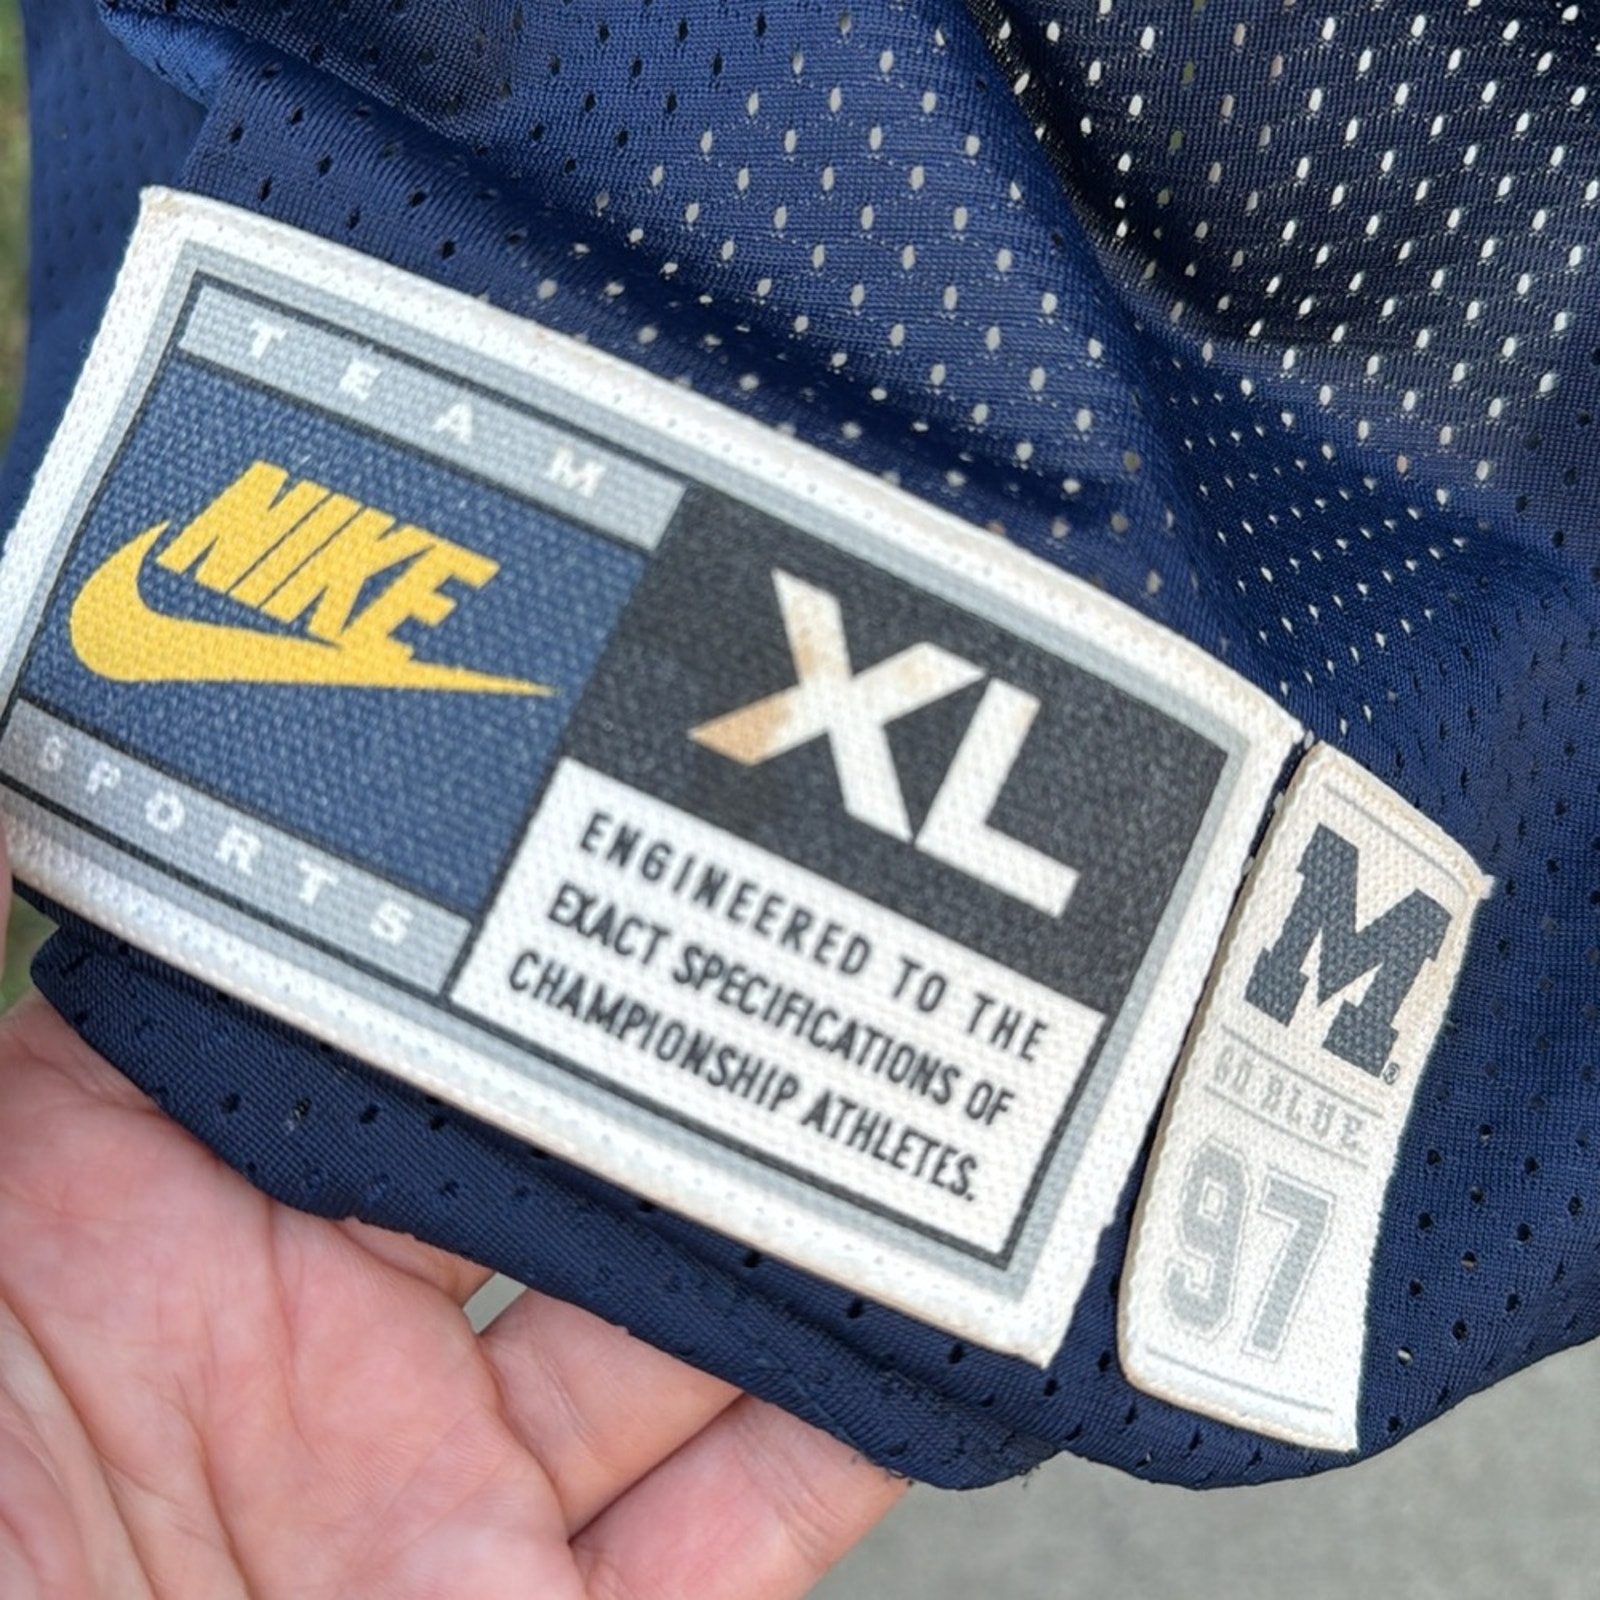 TEAM
NIKE
SPORTS
XL
ENGINEERED TO THE
EXACT SPECIFICATIONS OF
CHAMPIONSHIP ATHLETES.
M®
GO BLUE
97